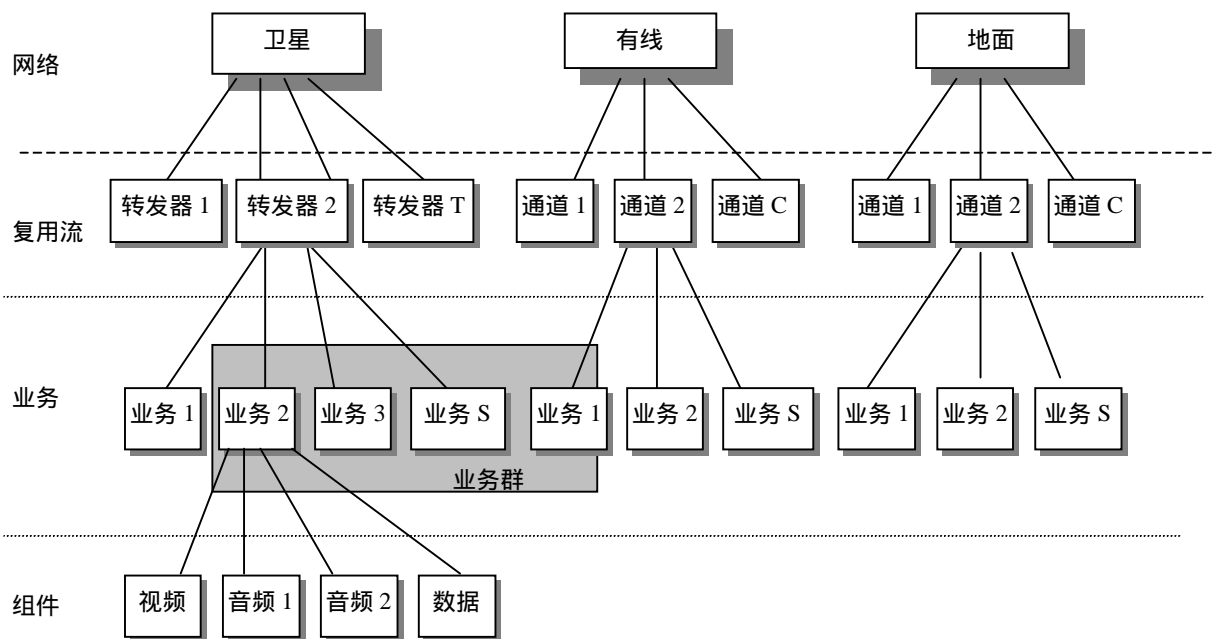 卫星
有线
地面
网络
转发器 1
转发器 2
转发器 T
通道 1
通道 2
通道 C
通道 1
通道 2
通道 C
复用流
业务
业务 1
业务 2
业务 3
业务 S
业务 1
业务 2
业务 S
业务 1
业务 2
业务 S
业务群
组件
视频
音频 1
音频 2
数据